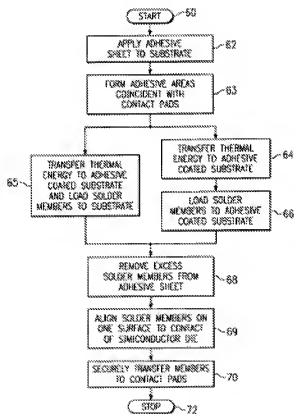 START
60
APPLY ADHESIVE
SHEET TO SUBSTRATE
62
FORM ADHESIVE AREAS
COINCIDENT WITH
CONTACT PADS
63
TRANSFER THERMAL
ENERGY TO ADHESIVE
COATED SUBSTRATE
AND LOAD SOLDER
MEMBERS TO SUBSTRATE
65
TRANSFER THERMAL
ENERGY TO ADHESIVE
COATED SUBSTRATE
64
LOAD SOLDER
MEMBERS TO ADHESIVE
COATED SUBSTRATE
66
REMOVE EXCESS
SOLDER MEMBERS FROM
ADHESIVE SHEET
68
ALIGN SOLDER MEMBERS ON
ONE SURFACE TO CONTACT
OF SEMICONDUCTOR DIE
69
SECURELY TRANSFER MEMBERS
TO CONTACT PADS
70
STOP
72